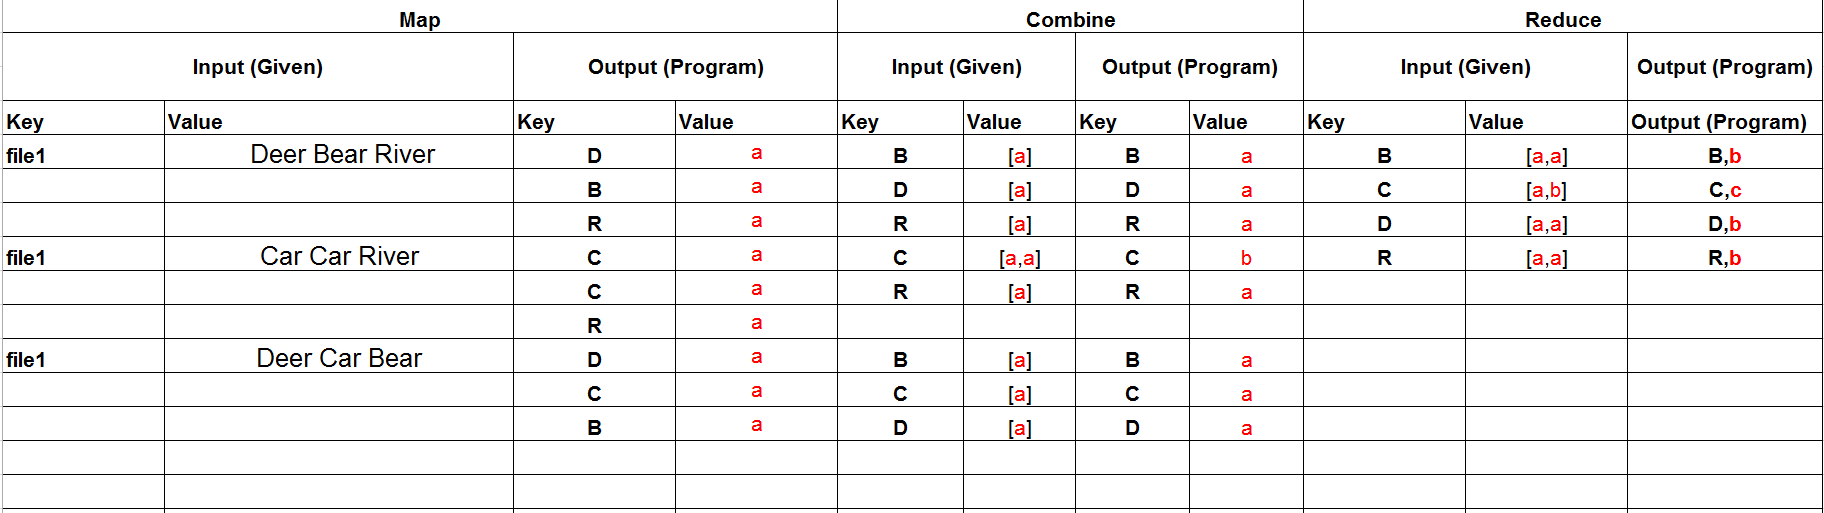 Map Combine Reduce
Input (Given) Output (Program) Input (Given) Output (Program) Input (Given) Output (Program)
Key Value Key Value Key Value Key Value Key Value Output (Program)
file1 Deer Bear River D a B [a] B a B [a,a] B,b
B a D [a] D a C [a,b] C,c
R a R [a] R a D [a,a] D,b
file1 Car Car River C a C [a,a] C b R [a,a] R,b
C a R [a] R a
R a
file1 Deer Car Bear D a B [a] B a
C a C [a] C a
B a D [a] D a